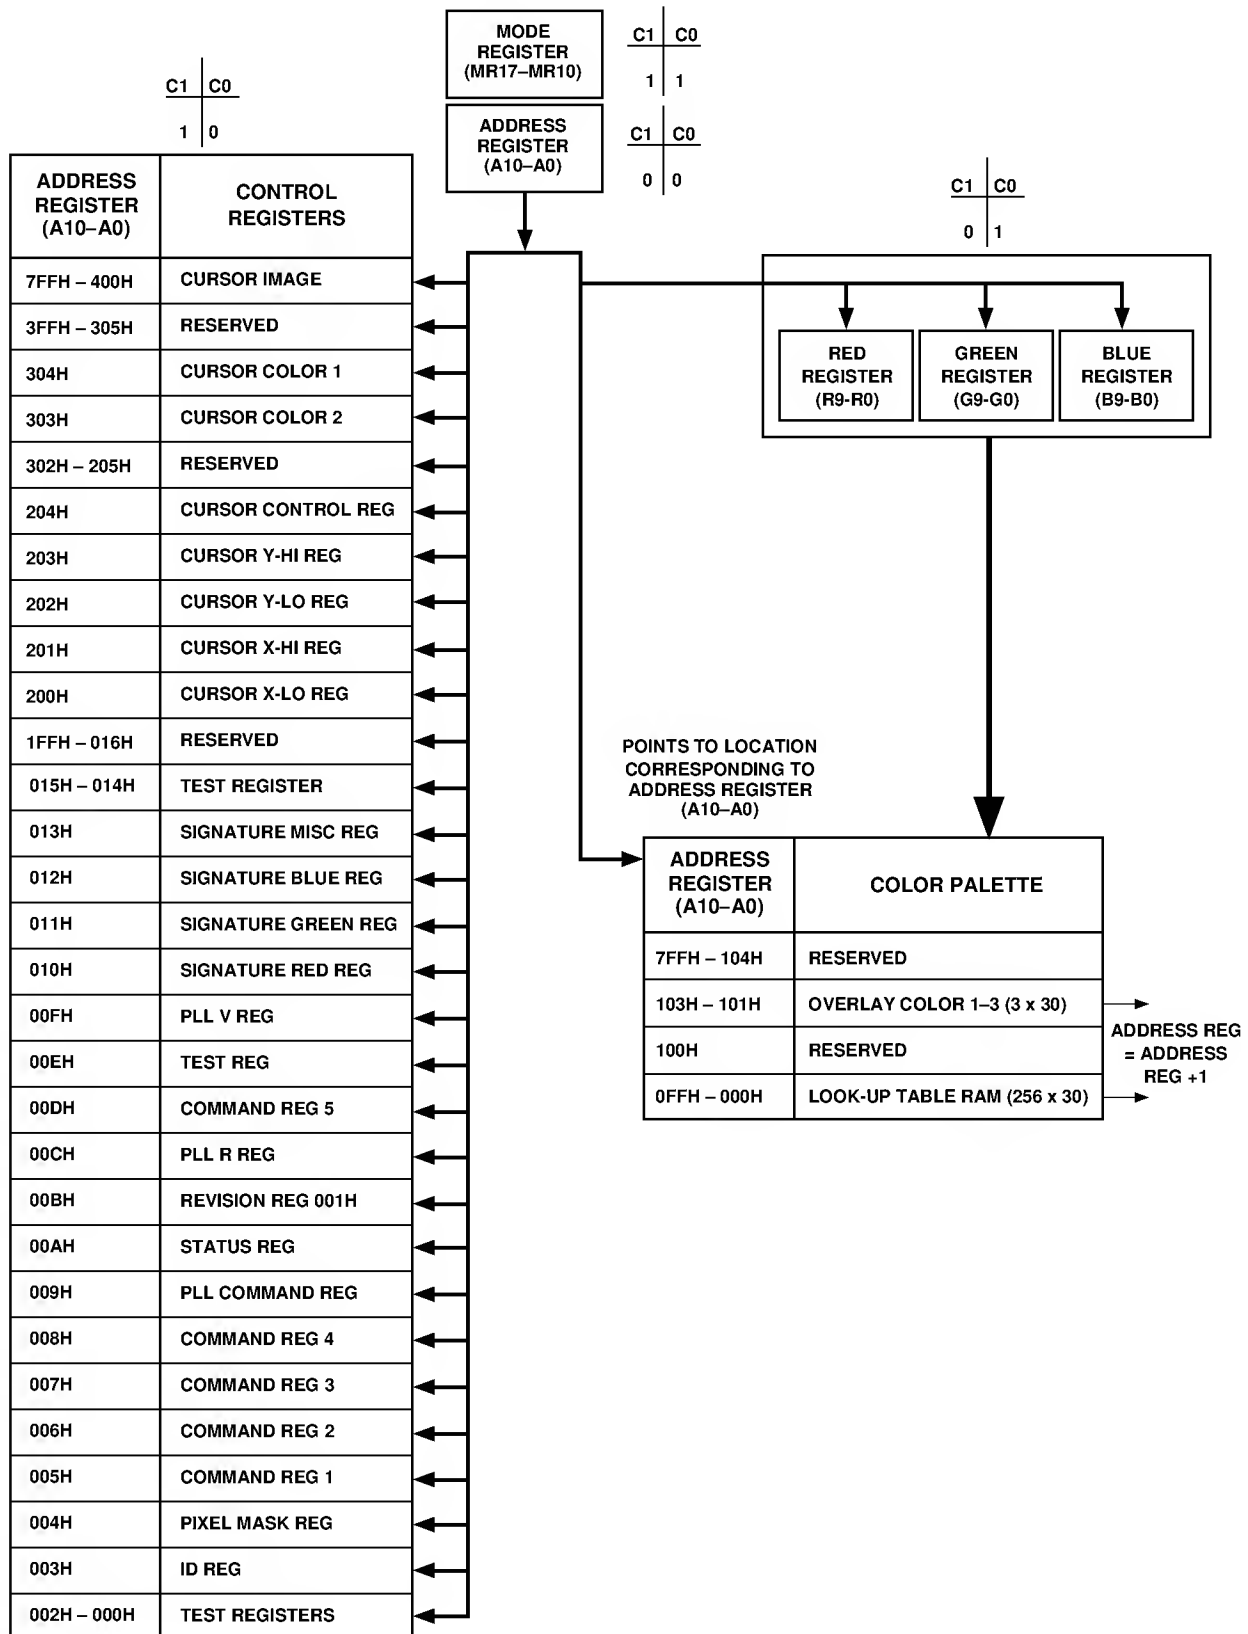 MODE
REGISTER
(MR17–MR10)
C1 C0
1 1
ADDRESS
REGISTER
(A10–A0)
C1 C0
0 0
C1 C0
1 0
ADDRESS
REGISTER
(A10–A0)
CONTROL
REGISTERS
7FFH – 400H CURSOR IMAGE
3FFH – 305H RESERVED
304H CURSOR COLOR 1
303H CURSOR COLOR 2
302H – 205H RESERVED
204H CURSOR CONTROL REG
203H CURSOR Y-HI REG
202H CURSOR Y-LO REG
201H CURSOR X-HI REG
200H CURSOR X-LO REG
1FFH – 016H RESERVED
015H – 014H TEST REGISTER
013H SIGNATURE MISC REG
012H SIGNATURE BLUE REG
011H SIGNATURE GREEN REG
010H SIGNATURE RED REG
00FH PLL V REG
00EH TEST REG
00DH COMMAND REG 5
00CH PLL R REG
00BH REVISION REG 001H
00AH STATUS REG
009H PLL COMMAND REG
008H COMMAND REG 4
007H COMMAND REG 3
006H COMMAND REG 2
005H COMMAND REG 1
004H PIXEL MASK REG
003H ID REG
002H – 000H TEST REGISTERS
C1 C0
0 1
RED
REGISTER
(R9-R0)
GREEN
REGISTER
(G9-G0)
BLUE
REGISTER
(B9-B0)
POINTS TO LOCATION
CORRESPONDING TO
ADDRESS REGISTER
(A10–A0)
ADDRESS
REGISTER
(A10–A0)
COLOR PALETTE
7FFH – 104H RESERVED
103H – 101H OVERLAY COLOR 1–3 (3 x 30)
100H RESERVED
0FFH – 000H LOOK-UP TABLE RAM (256 x 30)
ADDRESS REG
= ADDRESS
REG +1